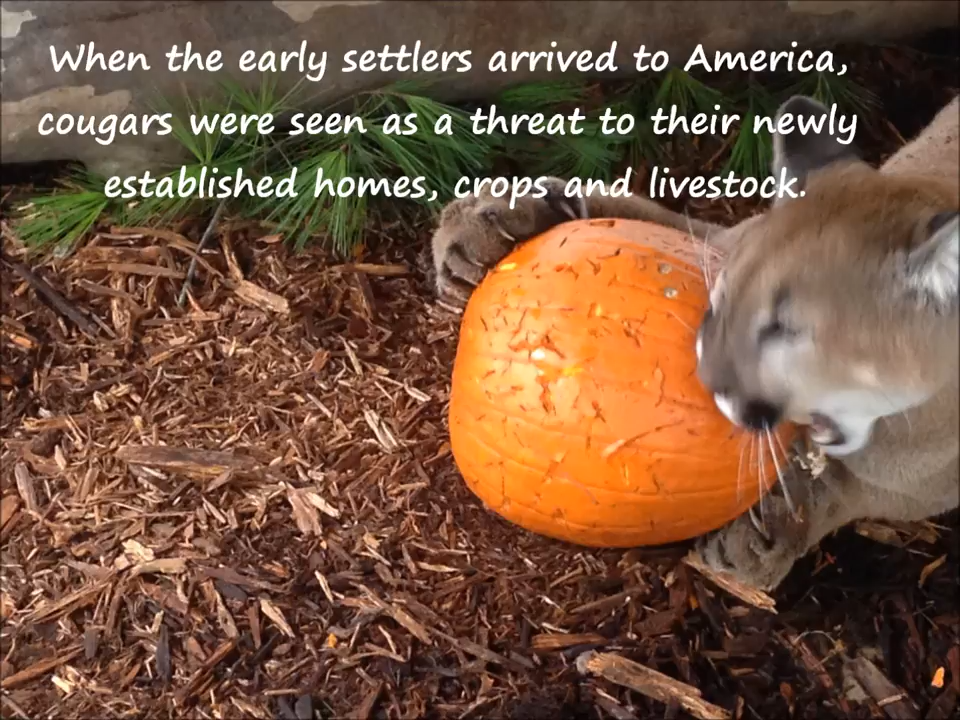 When the early settlers arrived to America,
cougars were seen as a threat to their newly
established homes, crops and livestock.